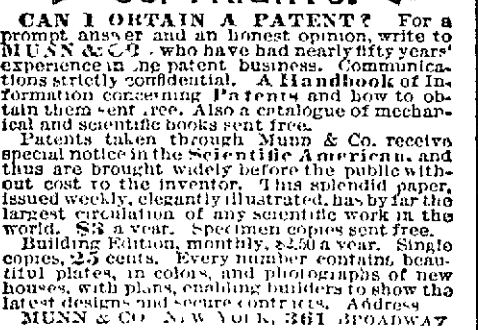 CAN I OBTAIN A PATENT? For a
prompt answer and an honest opinion, write to
MUNN & CO., who have had nearly fifty years'
experience in the patent business. Communica-
tions strictly confidential. A Handbook of In-
formation concerning Patents and how to ob-
tain them sent free. Also a catalogue of mechan-
ical and scientific books sent free.
Patents taken through Munn & Co. receive
special notice in the Scientific American, and
thus are brought widely before the public with-
out cost to the inventor. This splendid paper,
issued weekly, elegantly illustrated, has by far the
largest circulation of any scientific work in the
world. $3 a year. Specimen copies sent free.
Building Edition, monthly, $2.50 a year. Single
copies, 25 cents. Every number contains beau-
tiful plates, in colors, and photographs of new
houses, with plans, enabling builders to show the
latest designs and secure contracts. Address
MUNN & CO. NEW YORK, 361 BROADWAY